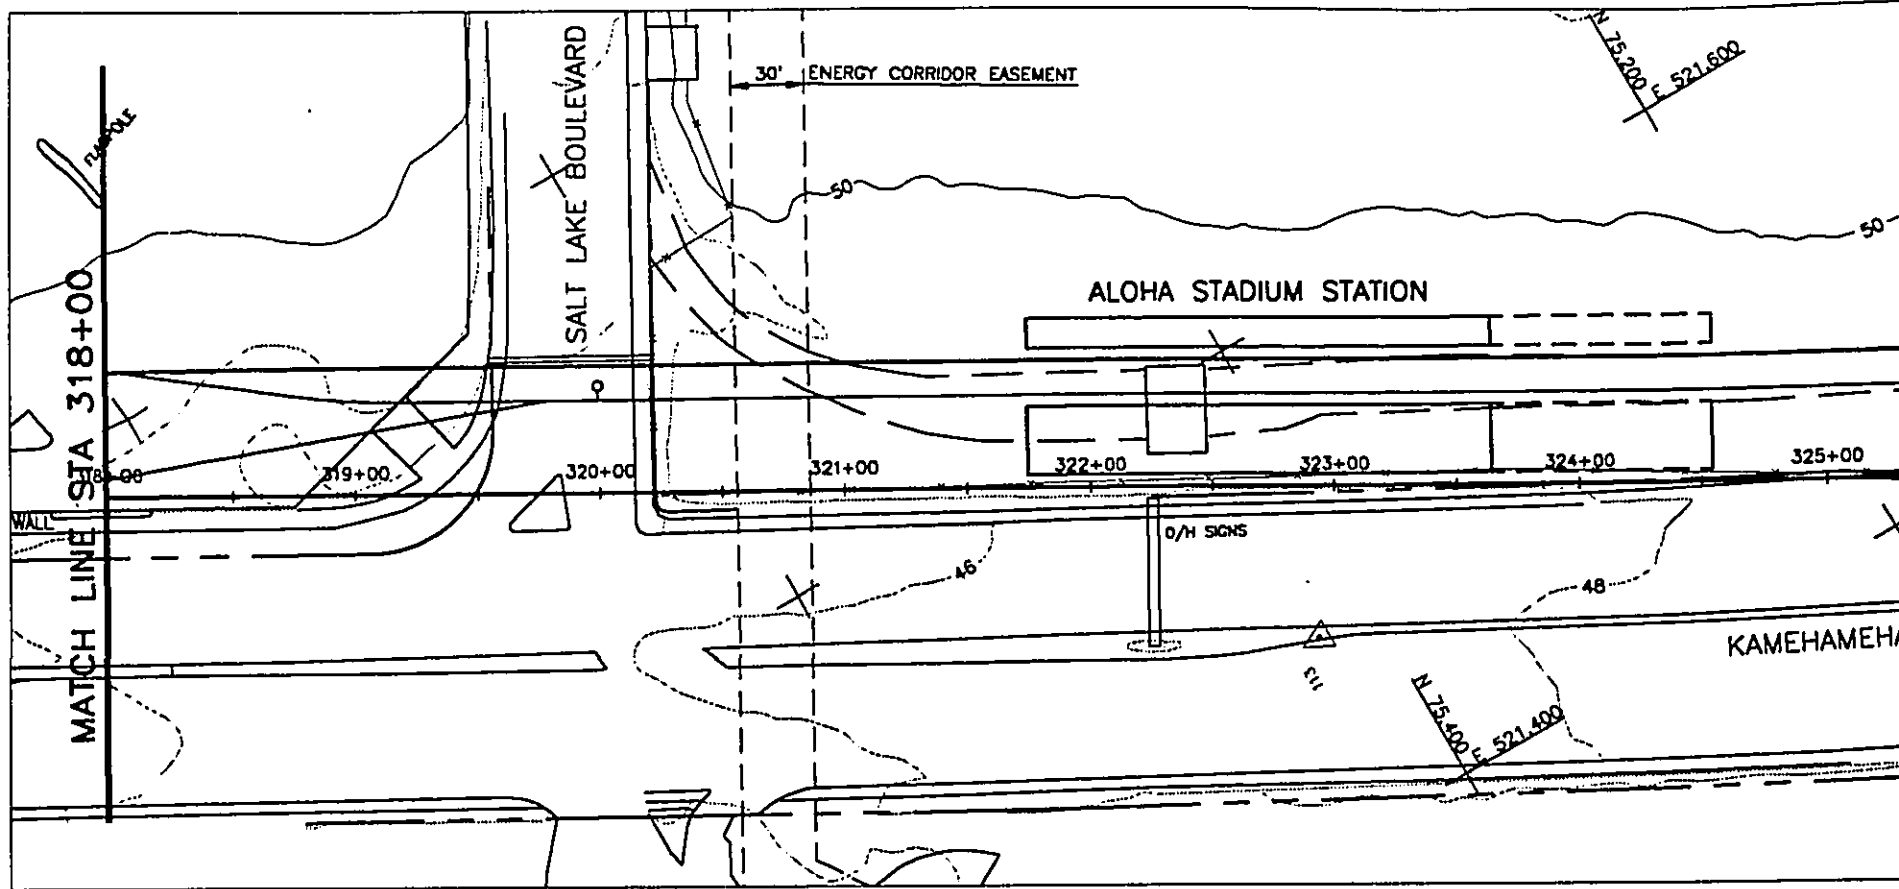 N 75,200
E 521,600
30' ENERGY CORRIDOR EASEMENT
SALT LAKE BOULEVARD
50
50
MATCH LINE STA 318+00
ALOHA STADIUM STATION
319+00
320+00
321+00
322+00
323+00
324+00
325+00
WALL
O/H SIGNS
46
48
KAMEHAMEHA
113
N 75,400
E 521,400